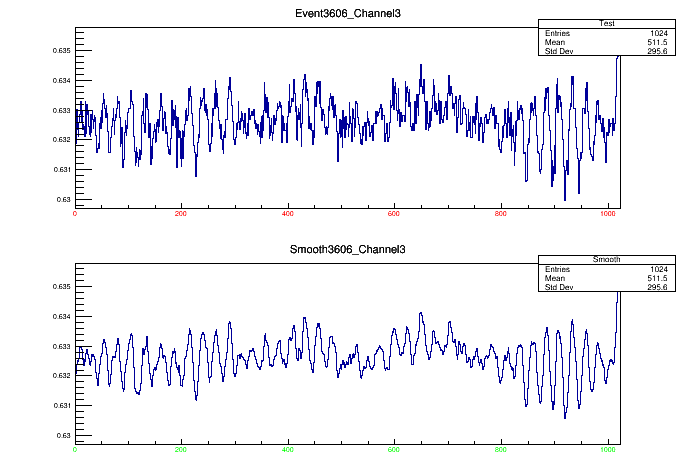 Event3606_Channel3
Test
Entries 1024
Mean 511.5
Std Dev 295.6
0.635
0.634
0.633
0.632
0.631
0.63
0 200 400 600 800 1000
Smooth3606_Channel3
Smooth
Entries 1024
Mean 511.5
Std Dev 295.6
0.635
0.634
0.633
0.632
0.631
0.63
0 200 400 600 800 1000